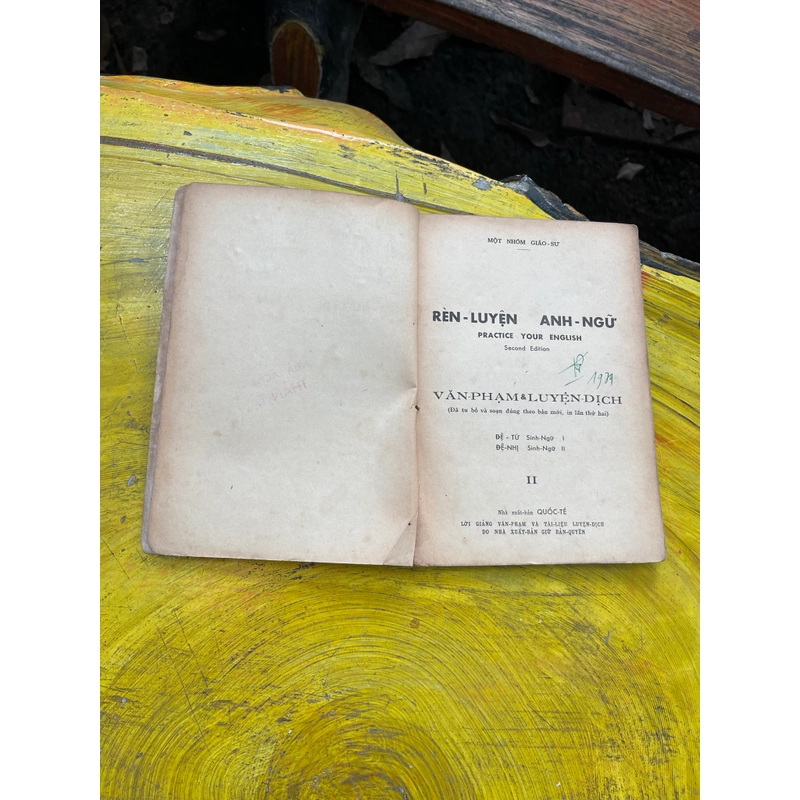 MỘT NHÓM GIÁO-SƯ
RÈN-LUYỆN ANH-NGỮ
PRACTICE YOUR ENGLISH
Second Edition
1979
VĂN-PHẠM & LUYỆN-DỊCH
(Đã tu bổ và soạn đúng theo bản mới, in lần thứ hai)
ĐỆ-TỨ Sinh-Ngữ I
ĐỆ-NHỊ Sinh-Ngữ II
II
Nhà xuất-bản QUỐC-TẾ
LỜI GIẢNG VĂN-PHẠM VÀ TÀI-LIỆU LUYỆN-DỊCH
DO NHÀ XUẤT-BẢN GIỮ BẢN-QUYỀN